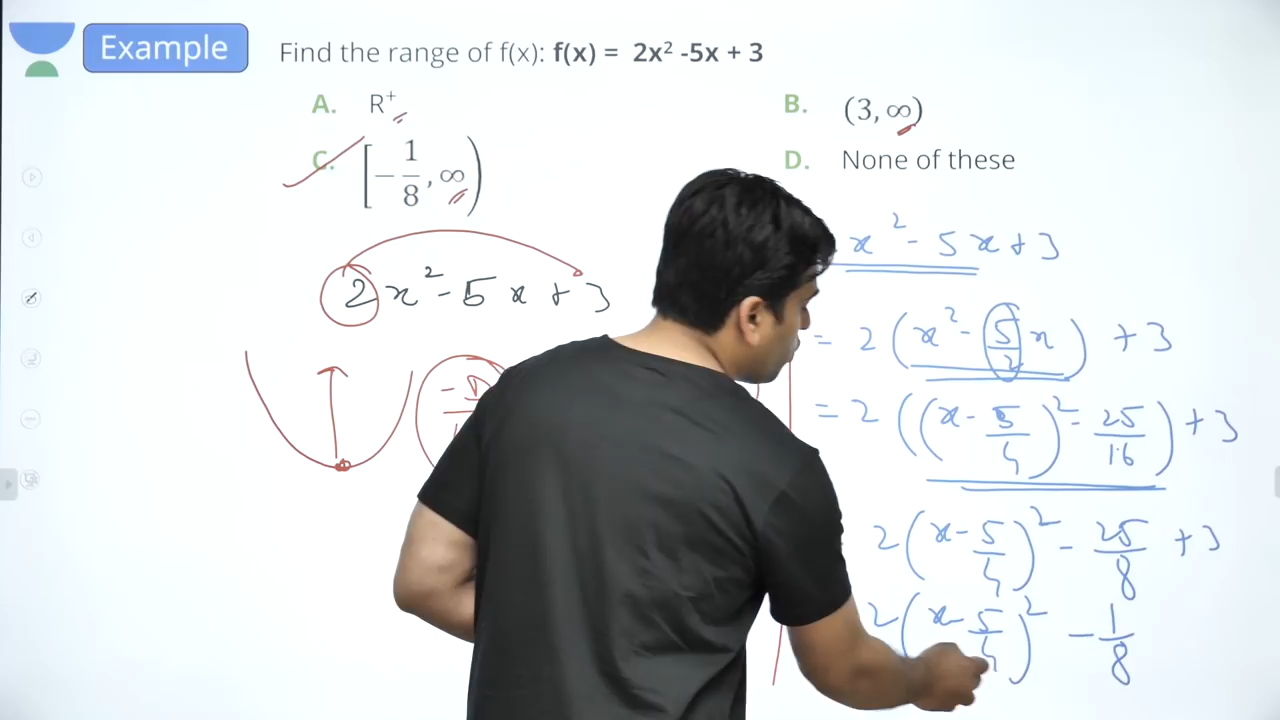 Example
Find the range of f(x): f(x) = 2x² -5x + 3
A. R⁺
B. (3, ∞)
C. [-1/8, ∞)
D. None of these
x² - 5x + 3
2x² - 5x + 3
= 2(x² - 5/2 x) + 3
= 2((x - 5/4)² - 25/16) + 3
2(x - 5/4)² - 25/8 + 3
2(x - 5/4)² - 1/8